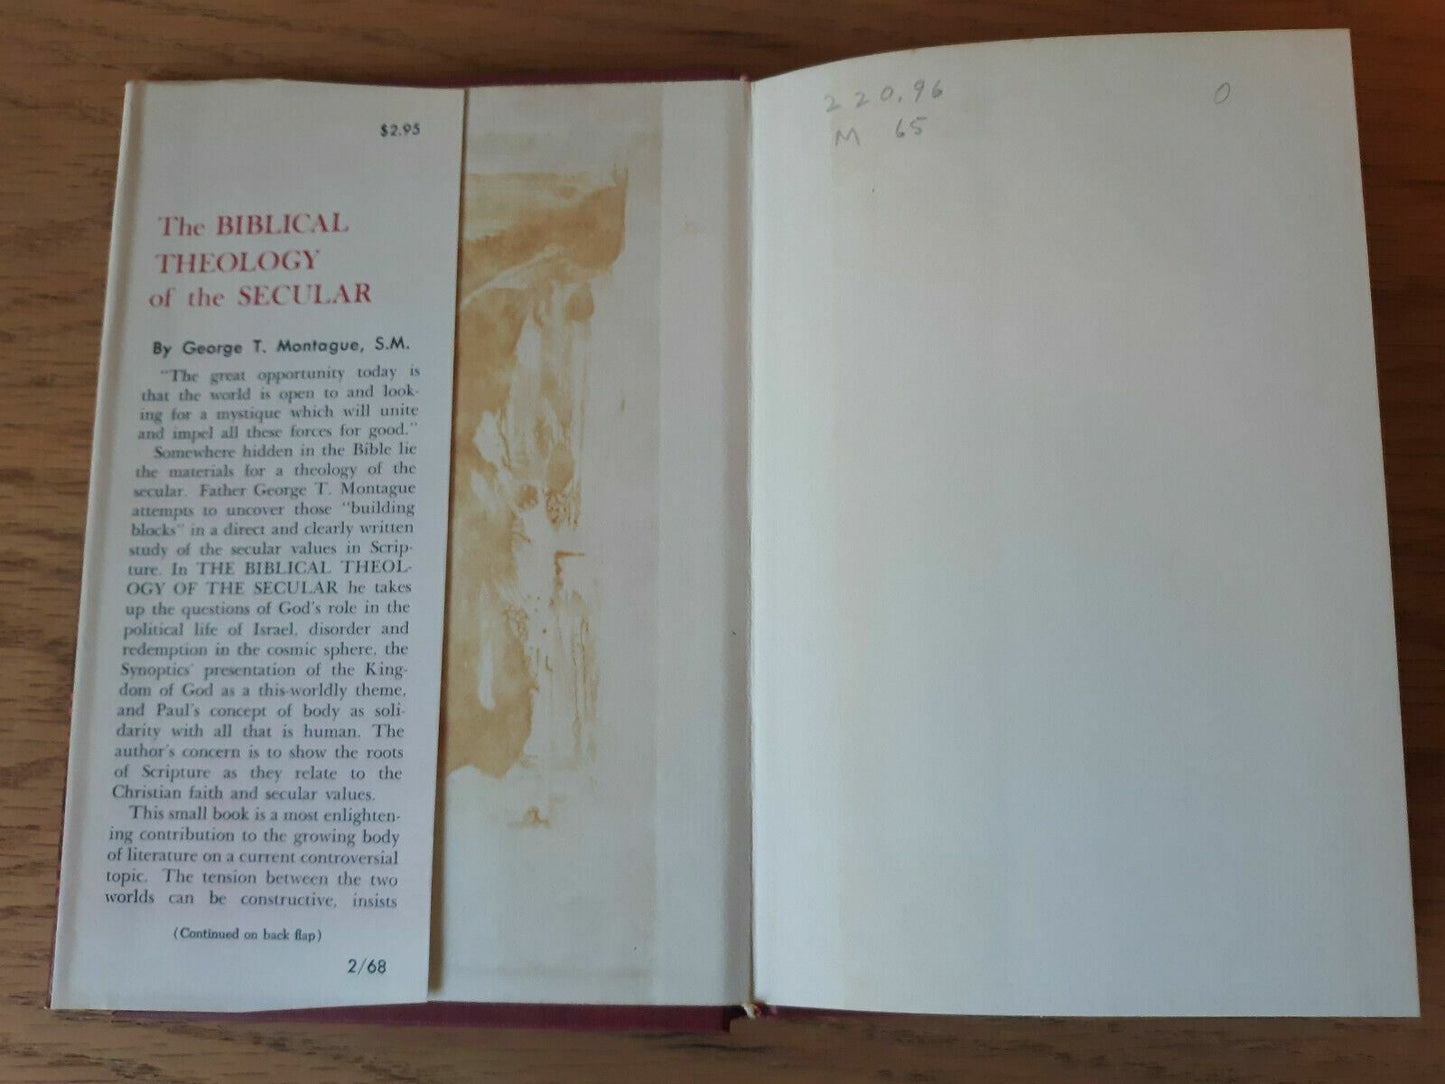 $2.95
The BIBLICAL
THEOLOGY
of the SECULAR
By George T. Montague, S.M.
"The great opportunity today is
that the world is open to and look-
ing for a mystique which will unite
and impel all these forces for good."
Somewhere hidden in the Bible lie
the materials for a theology of the
secular. Father George T. Montague
attempts to uncover those "building
blocks" in a direct and clearly written
study of the secular values in Scrip-
ture. In THE BIBLICAL THEOL-
OGY OF THE SECULAR he takes
up the questions of God's role in the
political life of Israel, disorder and
redemption in the cosmic sphere, the
Synoptics' presentation of the King-
dom of God as a this-worldly theme,
and Paul's concept of body as soli-
darity with all that is human. The
author's concern is to show the roots
of Scripture as they relate to the
Christian faith and secular values.
This small book is a most enlighten-
ing contribution to the growing body
of literature on a current controversial
topic. The tension between the two
worlds can be constructive, insists
(Continued on back flap)
2/68
220.96
M 65
0